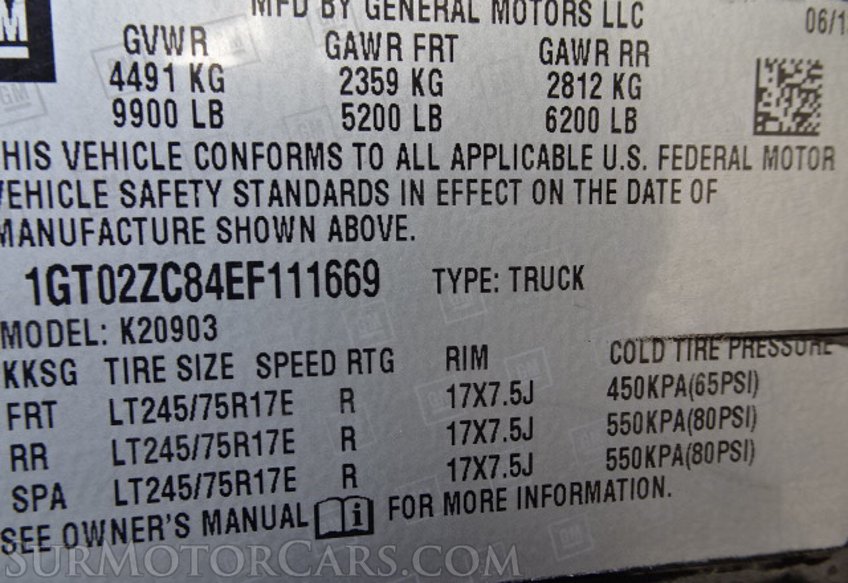 GM
MFD BY GENERAL MOTORS LLC 06/1
GVWR GAWR FRT GAWR RR
4491 KG 2359 KG 2812 KG
9900 LB 5200 LB 6200 LB
THIS VEHICLE CONFORMS TO ALL APPLICABLE U.S. FEDERAL MOTOR
VEHICLE SAFETY STANDARDS IN EFFECT ON THE DATE OF
MANUFACTURE SHOWN ABOVE.
1GT02ZC84EF111669 TYPE: TRUCK
MODEL: K20903
KKSG TIRE SIZE SPEED RTG RIM COLD TIRE PRESSURE
FRT LT245/75R17E R 17X7.5J 450KPA(65PSI)
RR LT245/75R17E R 17X7.5J 550KPA(80PSI)
SPA LT245/75R17E R 17X7.5J 550KPA(80PSI)
SEE OWNER'S MANUAL i FOR MORE INFORMATION.
SURMOTORCARS.COM